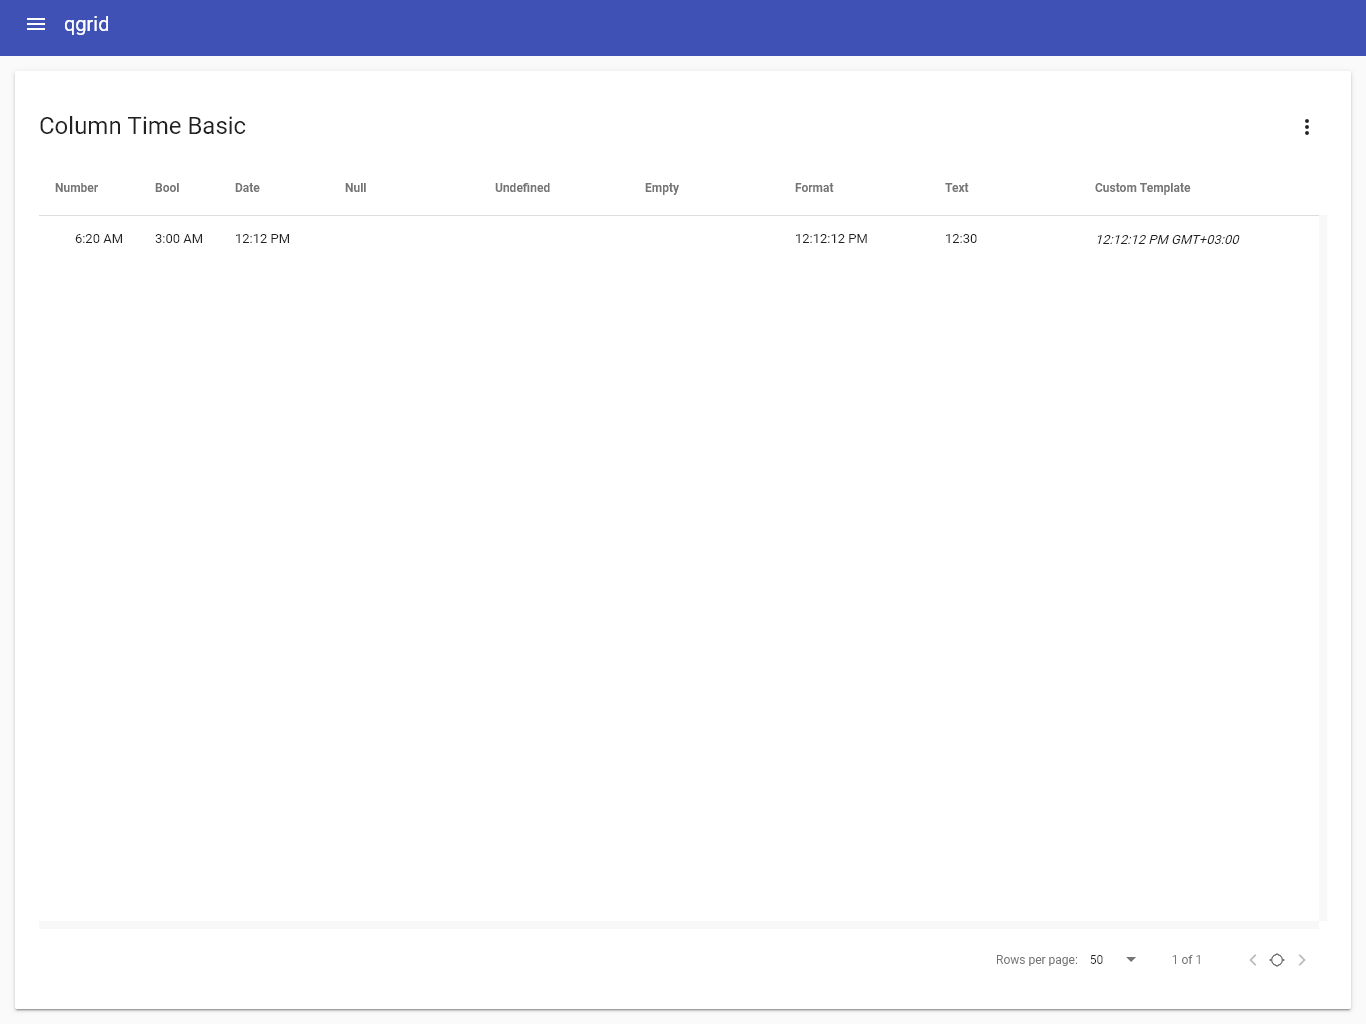 qgrid
Column Time Basic
Number Bool Date Null Undefined Empty Format Text Custom Template
6:20 AM 3:00 AM 12:12 PM 12:12:12 PM 12:30 12:12:12 PM GMT+03:00
Rows per page: 50 1 of 1